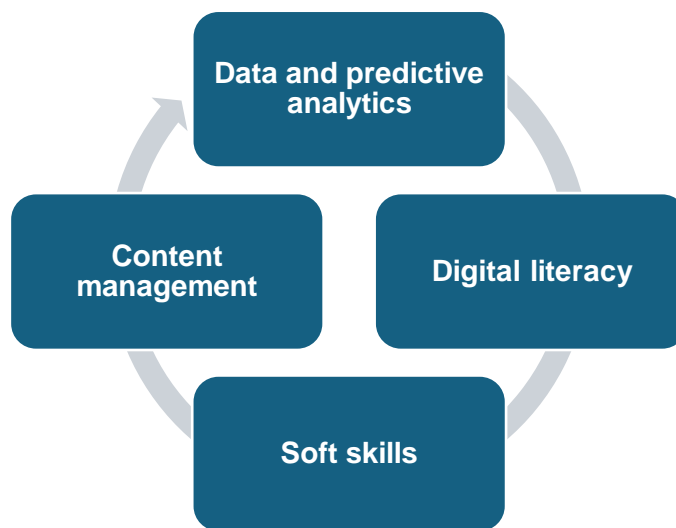 Data and predictive
analytics
Digital literacy
Soft skills
Content
management